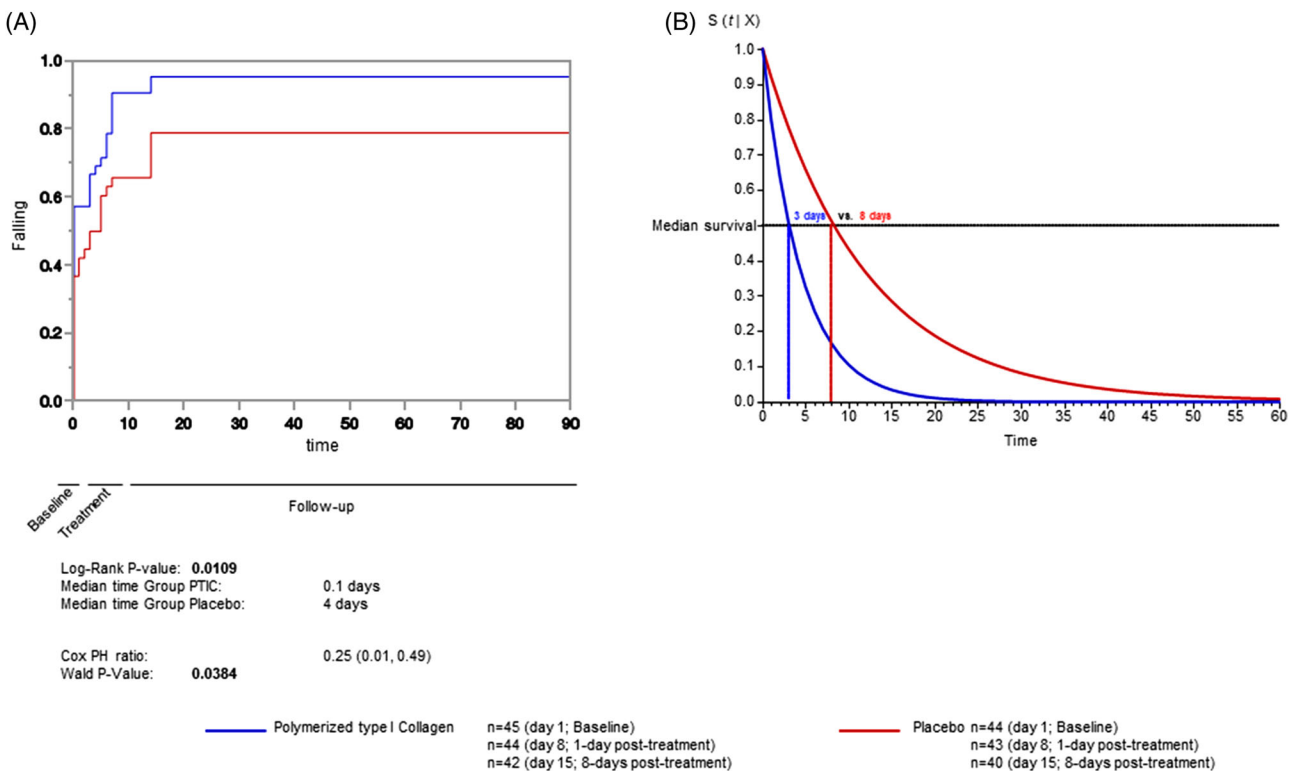 (A)
1.0
0.8
0.6
0.4
0.2
0.0
Falling
0 10 20 30 40 50 60 70 80 90
time
Baseline
Treatment
Follow-up
Log-Rank P-value: 0.0109
Median time Group PTIC: 0.1 days
Median time Group Placebo: 4 days
Cox PH ratio: 0.25 (0.01, 0.49)
Wald P-Value: 0.0384
(B) S (t | X)
1.0
0.9
0.8
0.7
0.6
Median survival
3 days vs. 8 days
0.4
0.3
0.2
0.1
0.0
0 5 10 15 20 25 30 35 40 45 50 55 60
Time
Polymerized type I Collagen n=45 (day 1; Baseline)
n=44 (day 8; 1-day post-treatment)
n=42 (day 15; 8-days post-treatment)
Placebo n=44 (day 1; Baseline)
n=43 (day 8; 1-day post-treatment)
n=40 (day 15; 8-days post-treatment)